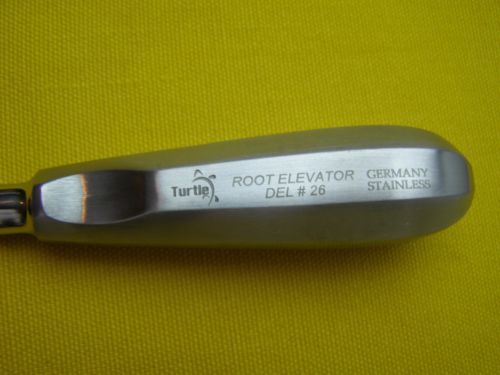 Turtle
ROOT ELEVATOR
DEL # 26
GERMANY
STAINLESS